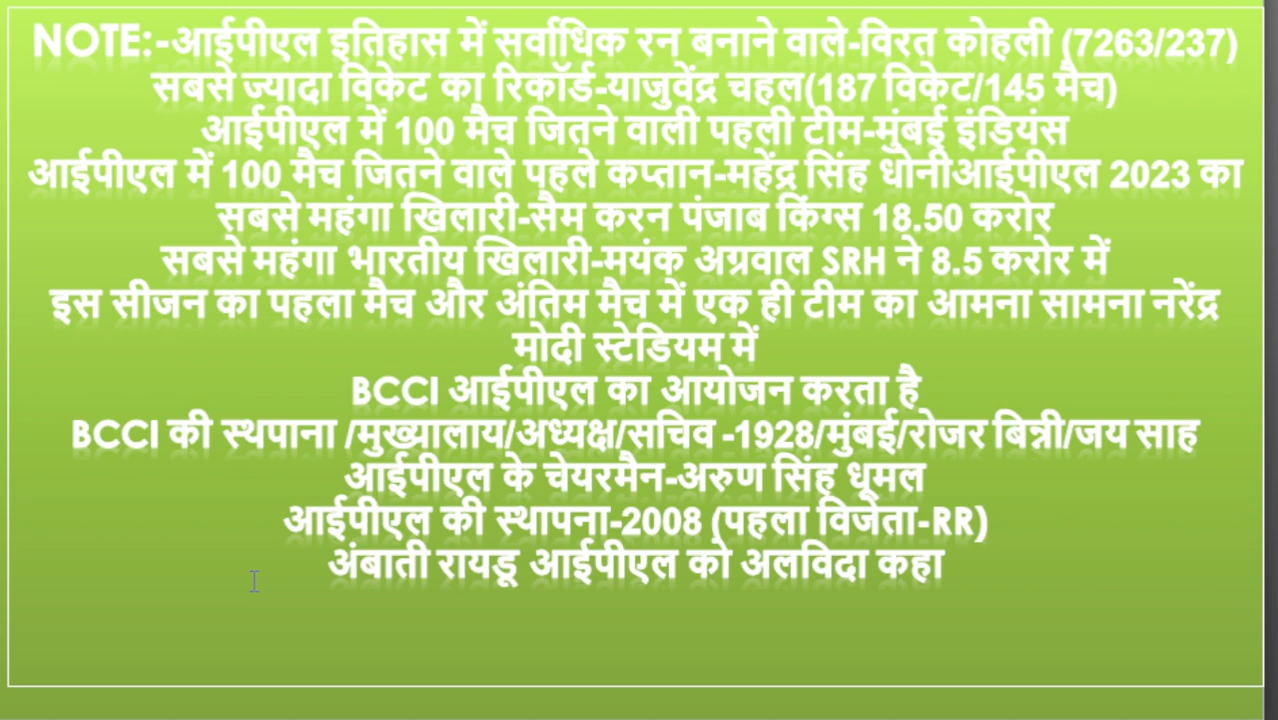 NOTE:-आईपीएल इतिहास में सर्वाधिक रन बनाने वाले-विरत कोहली (7263/237)
सबसे ज्यादा विकेट का रिकॉर्ड-याजुवेंद्र चहल(187 विकेट/145 मैच)
आईपीएल में 100 मैच जितने वाली पहली टीम-मुंबई इंडियंस
आईपीएल में 100 मैच जितने वाले पहले कप्तान-महेंद्र सिंह धोनीआईपीएल 2023 का
सबसे महंगा खिलारी-सैम करन पंजाब किंग्स 18.50 करोर
सबसे महंगा भारतीय खिलारी-मयंक अग्रवाल SRH ने 8.5 करोर में
इस सीजन का पहला मैच और अंतिम मैच में एक ही टीम का आमना सामना नरेंद्र
मोदी स्टेडियम में
BCCI आईपीएल का आयोजन करता है
BCCI की स्थपाना /मुख्यालाय/अध्यक्ष/सचिव -1928/मुंबई/रोजर बिन्नी/जय साह
आईपीएल के चेयरमैन-अरुण सिंह धूमल
आईपीएल की स्थापना-2008 (पहला विजेता-RR)
अंबाती रायडू आईपीएल को अलविदा कहा